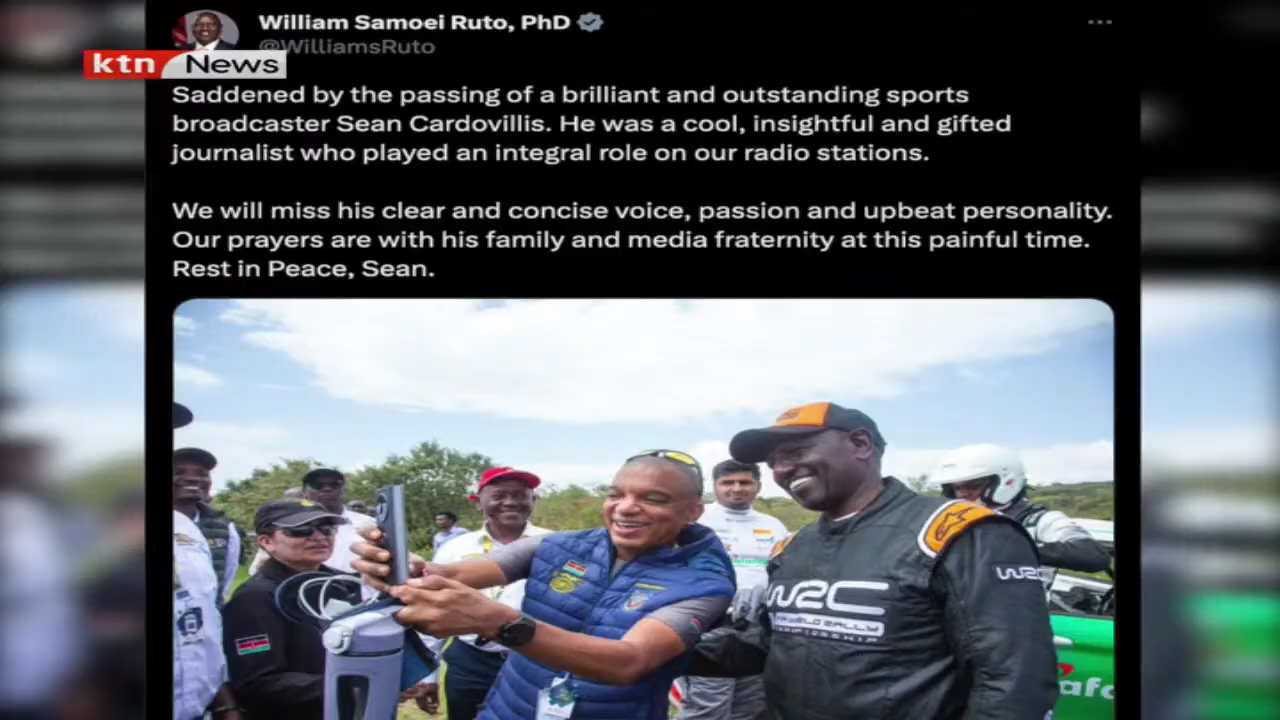 William Samoei Ruto, PhD
@WilliamsRuto
ktn News
Saddened by the passing of a brilliant and outstanding sports
broadcaster Sean Cardovillis. He was a cool, insightful and gifted
journalist who played an integral role on our radio stations.
We will miss his clear and concise voice, passion and upbeat personality.
Our prayers are with his family and media fraternity at this painful time.
Rest in Peace, Sean.
WRC
WRC